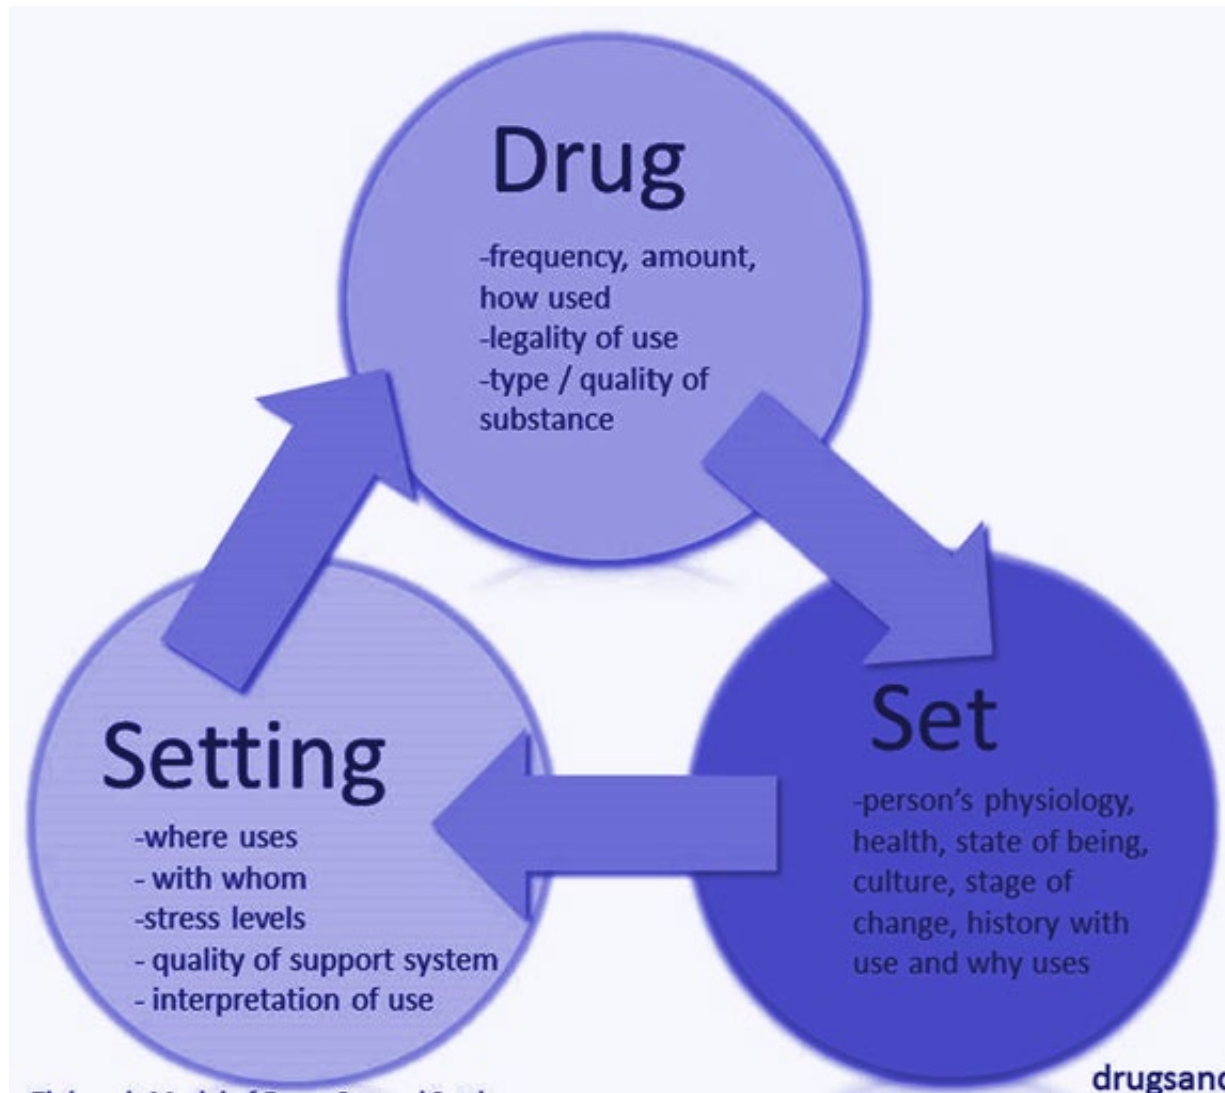 Drug
-frequency, amount,
how used
-legality of use
-type / quality of
substance
Set
-person's physiology,
health, state of being,
culture, stage of
change, history with
use and why uses
Setting
-where uses
- with whom
-stress levels
- quality of support system
- interpretation of use
drugsand